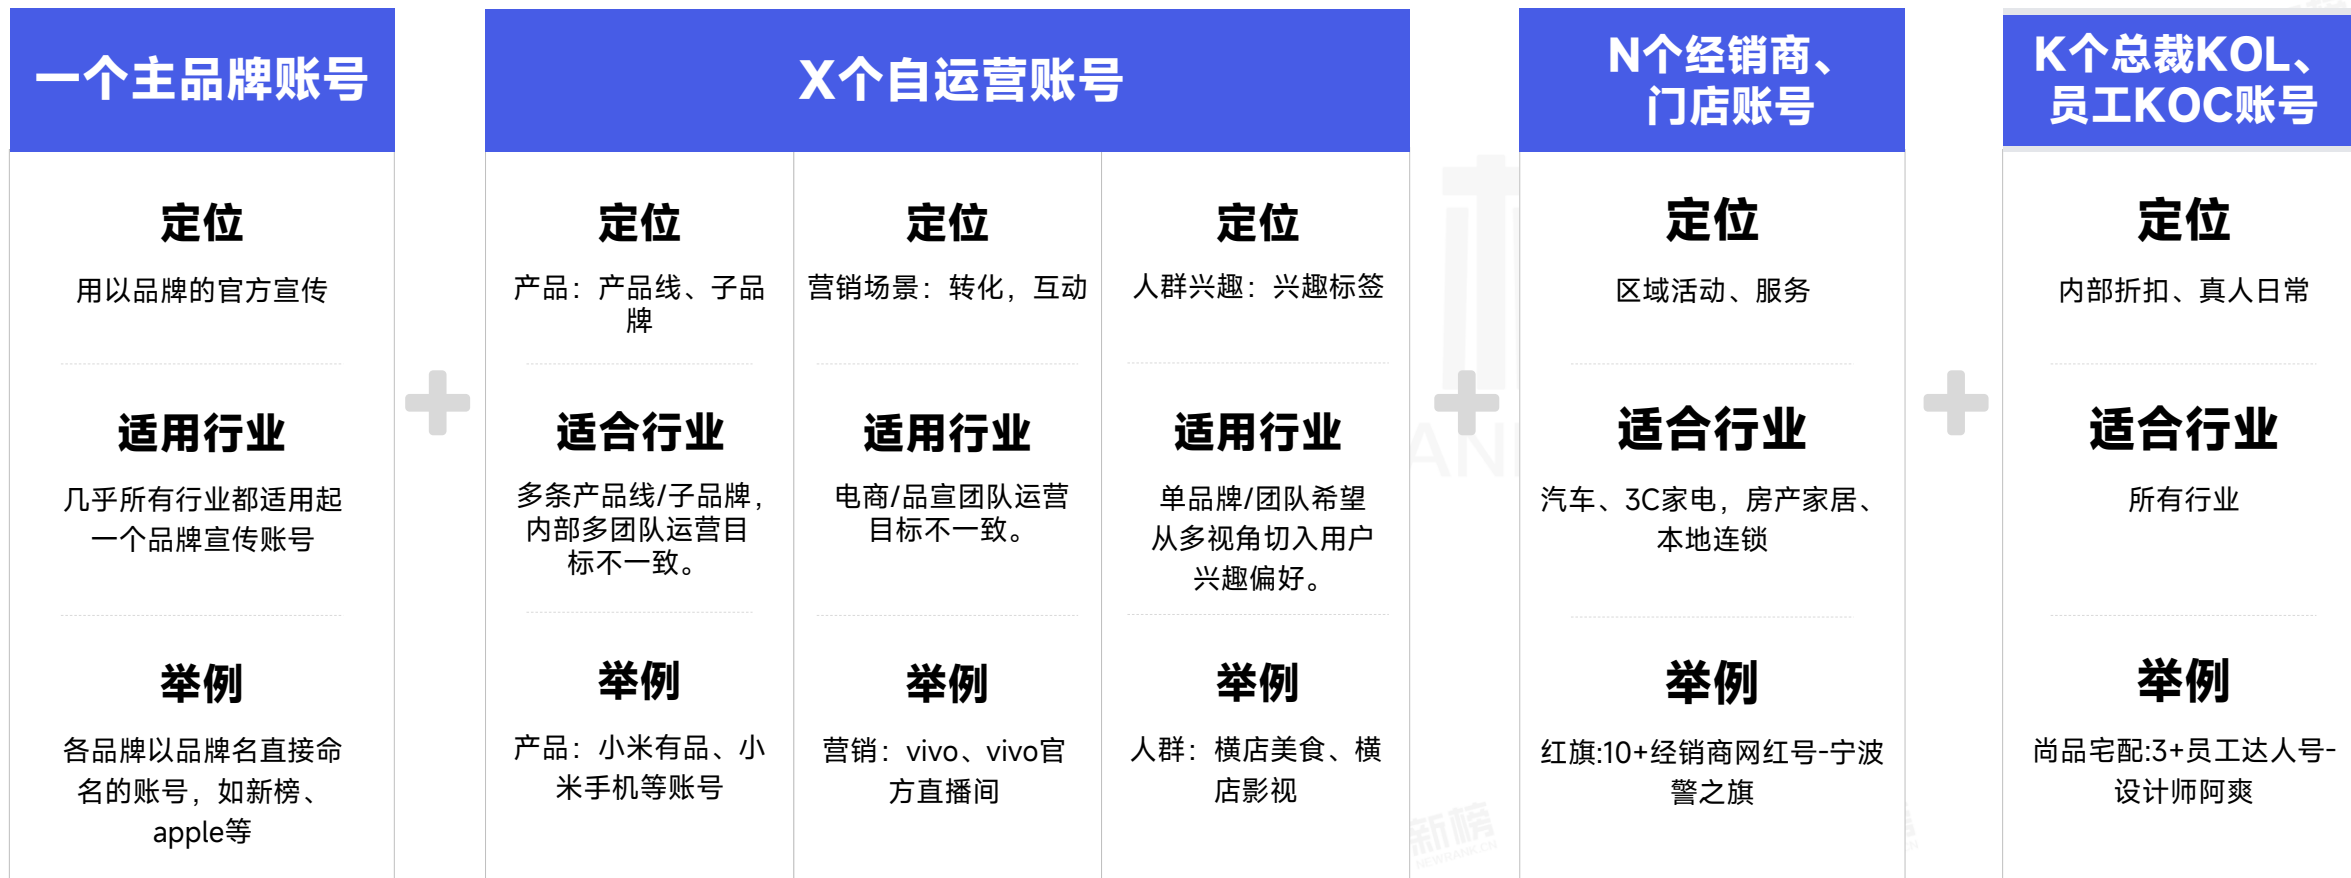 一个主品牌账号
定位
用以品牌的官方宣传
适用行业
几乎所有行业都适用起
一个品牌宣传账号
举例
各品牌以品牌名直接命
名的账号，如新榜、
apple等
X个自运营账号
定位
产品：产品线、子品
牌
适合行业
多条产品线/子品牌，
内部多团队运营目
标不一致。
举例
产品：小米有品、小
米手机等账号
定位
营销场景：转化，互动
适用行业
电商/品宣团队运营
目标不一致。
举例
营销：vivo、vivo官
方直播间
定位
人群兴趣：兴趣标签
适用行业
单品牌/团队希望
从多视角切入用户
兴趣偏好。
举例
人群：横店美食、横
店影视
N个经销商、
门店账号
定位
区域活动、服务
适合行业
汽车、3C家电，房产家居、
本地连锁
举例
红旗:10+经销商网红号-宁波
警之旗
K个总裁KOL、
员工KOC账号
定位
内部折扣、真人日常
适合行业
所有行业
举例
尚品宅配:3+员工达人号-
设计师阿爽
新榜
NEWRANK.CN